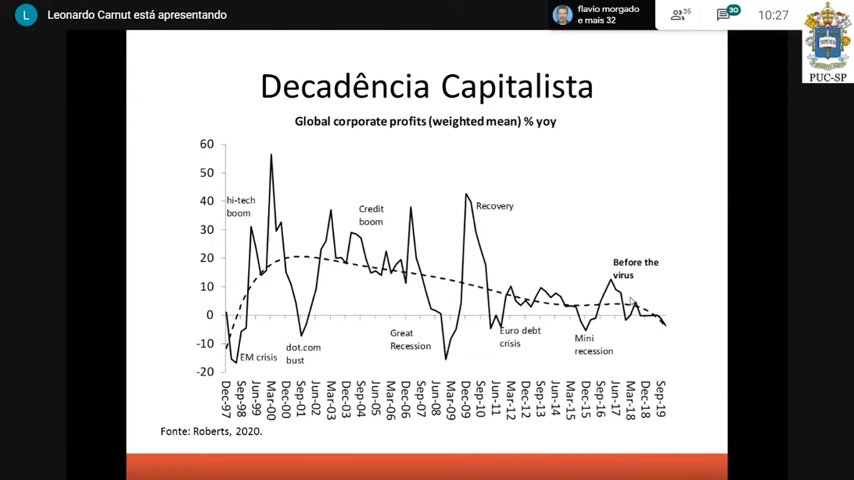 L
Leonardo Carnut está apresentando
flavio morgado
e mais 32
35
30
10:27
PUC-SP
Decadência Capitalista
Global corporate profits (weighted mean) % yoy
60
50
40
30
20
10
0
-10
-20
hi-tech
boom
Credit
boom
Recovery
Before the
virus
EM crisis
dot.com
bust
Great
Recession
Euro debt
crisis
Mini
recession
Dec-97
Sep-98
Jun-99
Mar-00
Dec-00
Sep-01
Jun-02
Mar-03
Dec-03
Sep-04
Jun-05
Mar-06
Dec-06
Sep-07
Jun-08
Mar-09
Dec-09
Sep-10
Jun-11
Mar-12
Dec-12
Sep-13
Jun-14
Mar-15
Dec-15
Sep-16
Jun-17
Mar-18
Dec-18
Sep-19
Fonte: Roberts, 2020.